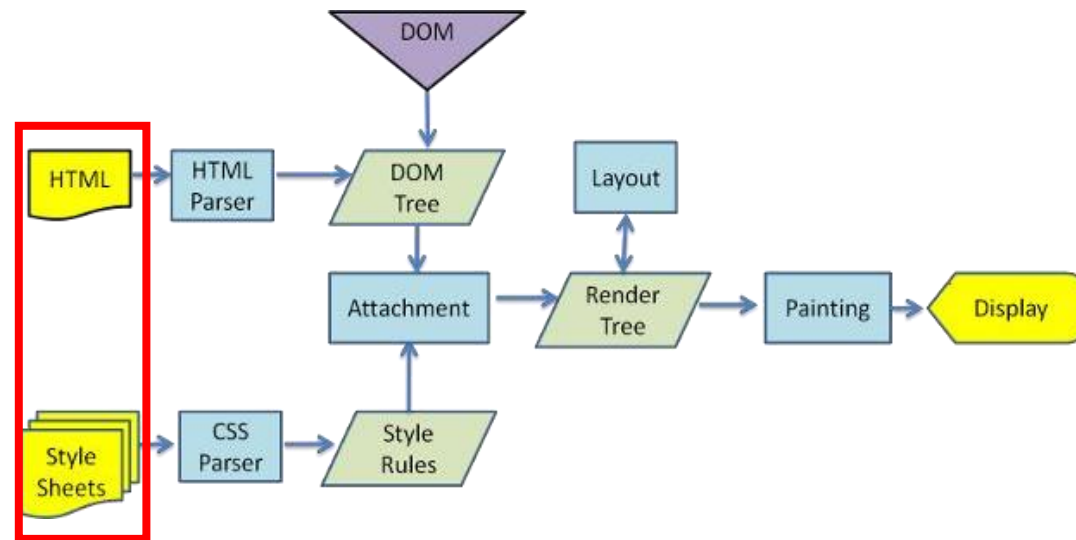 DOM
HTML
HTML
Parser
DOM
Tree
Layout
Attachment
Render
Tree
Painting
Display
Style
Sheets
CSS
Parser
Style
Rules